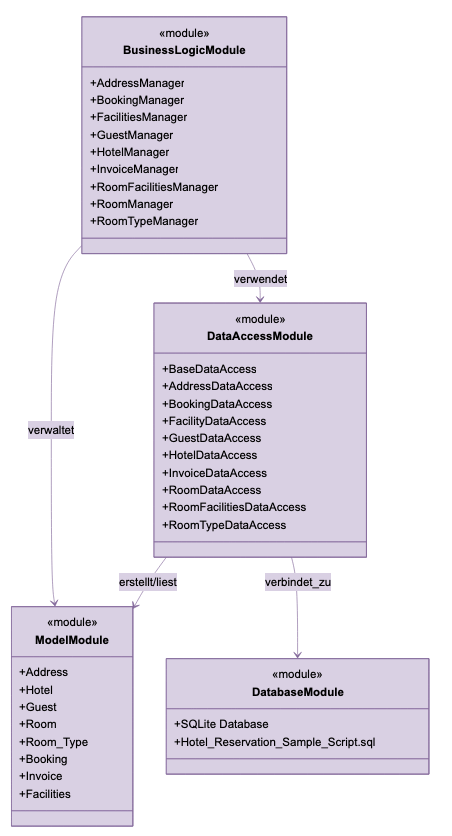 «module»
BusinessLogicModule
+AddressManager
+BookingManager
+FacilitiesManager
+GuestManager
+HotelManager
+InvoiceManager
+RoomFacilitiesManager
+RoomManager
+RoomTypeManager
verwendet
«module»
DataAccessModule
+BaseDataAccess
+AddressDataAccess
+BookingDataAccess
+FacilityDataAccess
+GuestDataAccess
+HotelDataAccess
+InvoiceDataAccess
+RoomDataAccess
+RoomFacilitiesDataAccess
+RoomTypeDataAccess
verwaltet
erstellt/liest
verbindet_zu
«module»
ModelModule
+Address
+Hotel
+Guest
+Room
+Room_Type
+Booking
+Invoice
+Facilities
«module»
DatabaseModule
+SQLite Database
+Hotel_Reservation_Sample_Script.sql